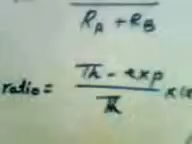 R_A + R_B
ratio = Th - exp
Th